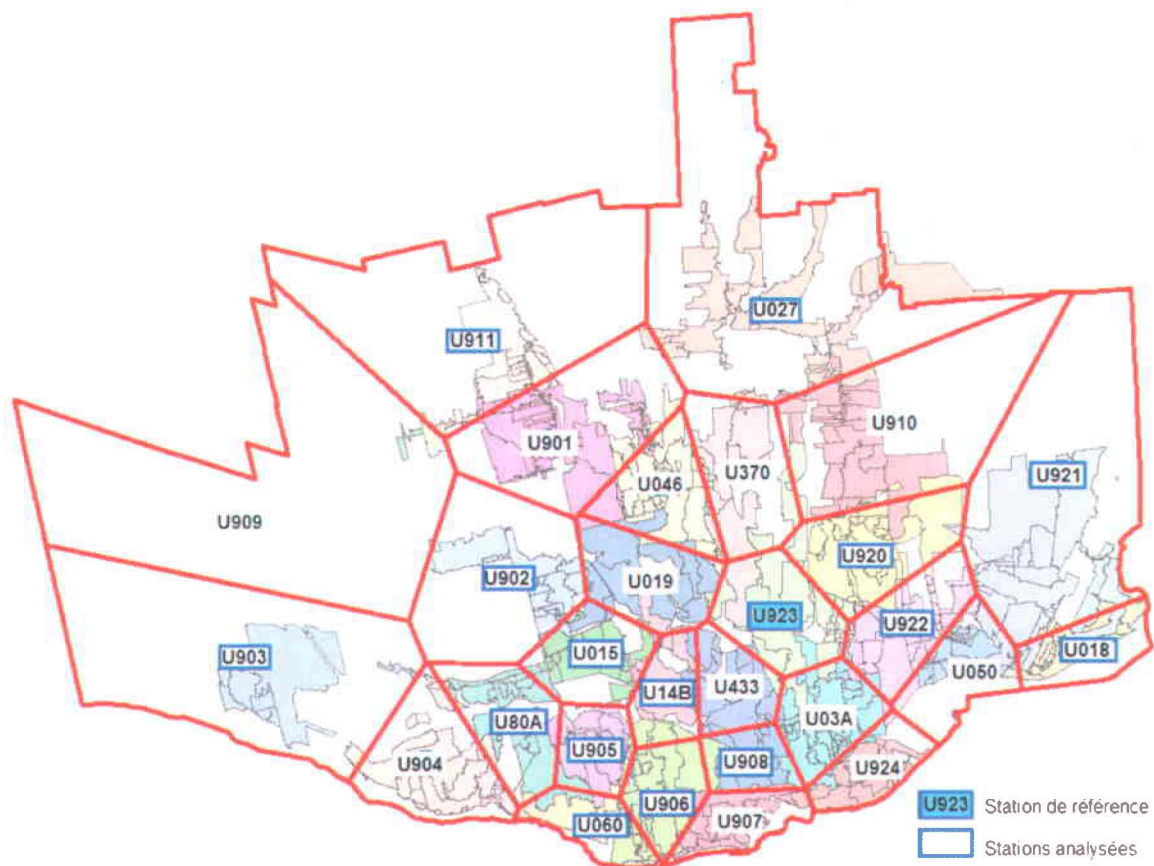 U027
U911
U901
U910
U046
U370
U921
U909
U920
U902
U019
U923
U922
U903
U015
U050
U018
U14B
U433
U80A
U03A
U905
U904
U908
U924
U906
U060
U907
U923 Station de référence
Stations analysées